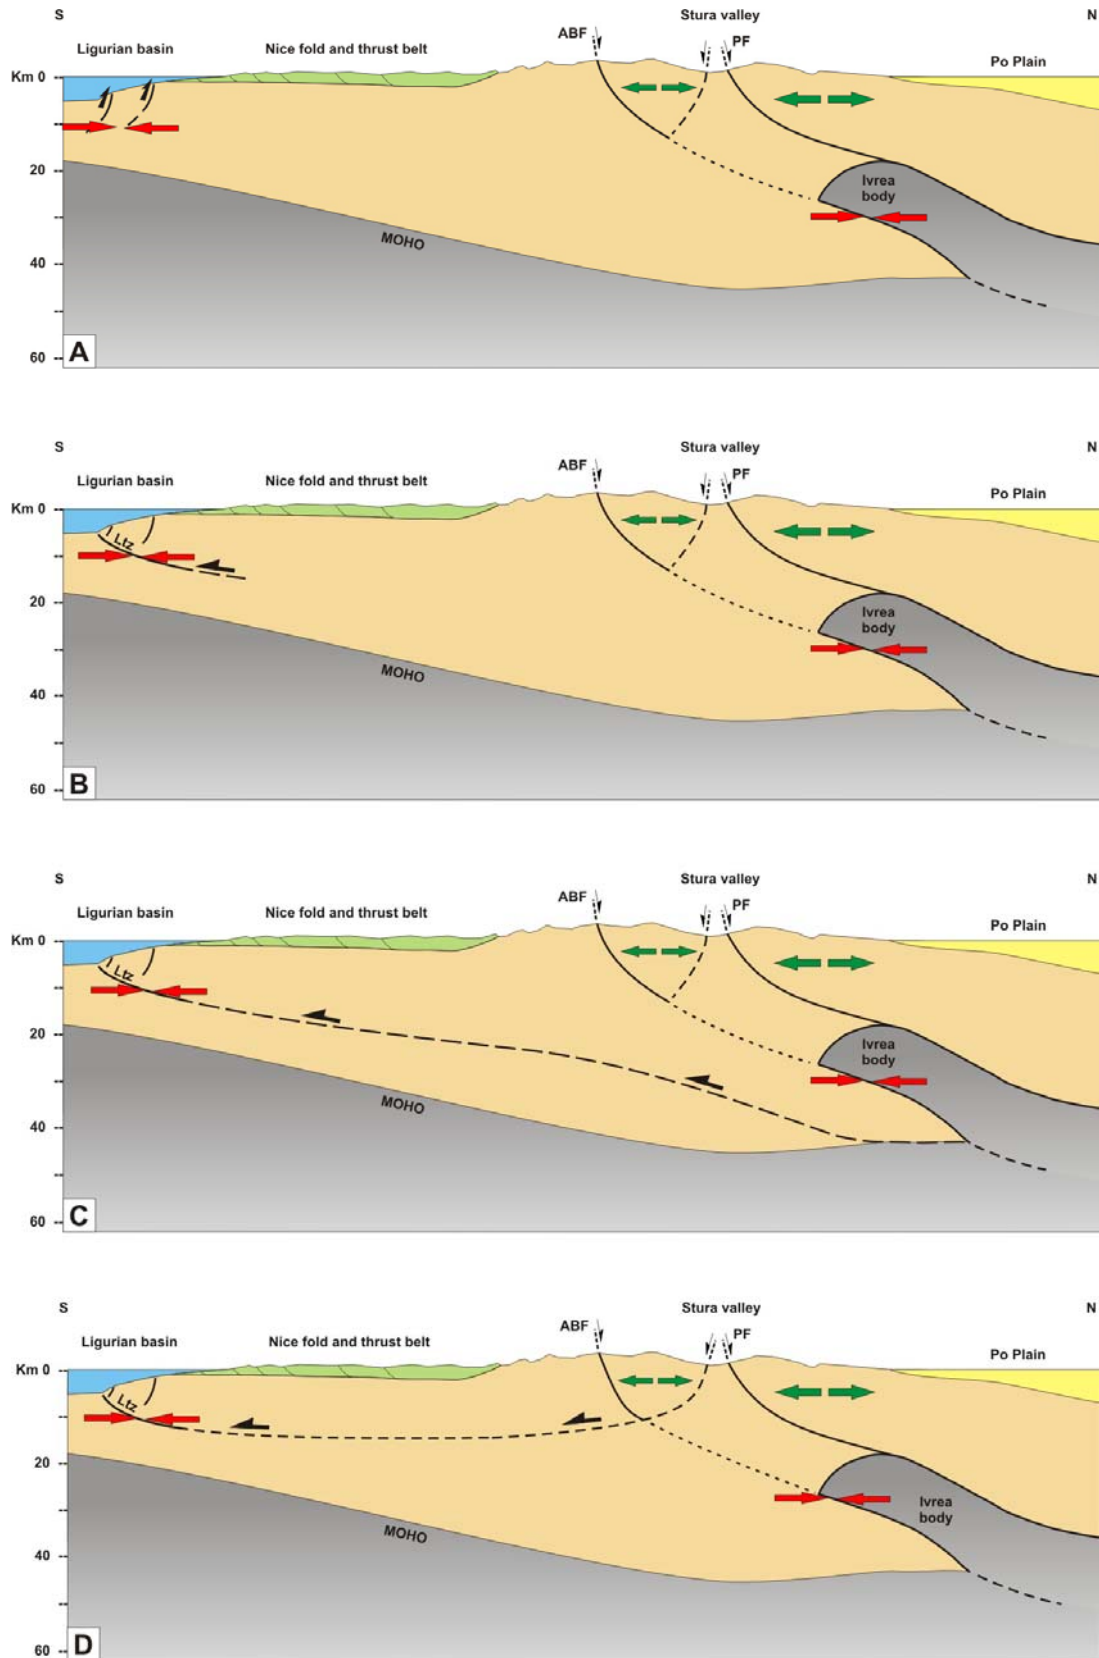 S
Stura valley
N
ABF
PF
Ligurian basin
Nice fold and thrust belt
Po Plain
Km 0
20
Ivrea
body
MOHO
40
60
A
S
Stura valley
N
ABF
PF
Ligurian basin
Nice fold and thrust belt
Po Plain
Km 0
Ltz
20
Ivrea
body
MOHO
40
60
B
S
Stura valley
N
ABF
PF
Ligurian basin
Nice fold and thrust belt
Po Plain
Km 0
Ltz
20
Ivrea
body
MOHO
40
60
C
S
Stura valley
N
ABF
PF
Ligurian basin
Nice fold and thrust belt
Po Plain
Km 0
Ltz
20
Ivrea
body
MOHO
40
60
D